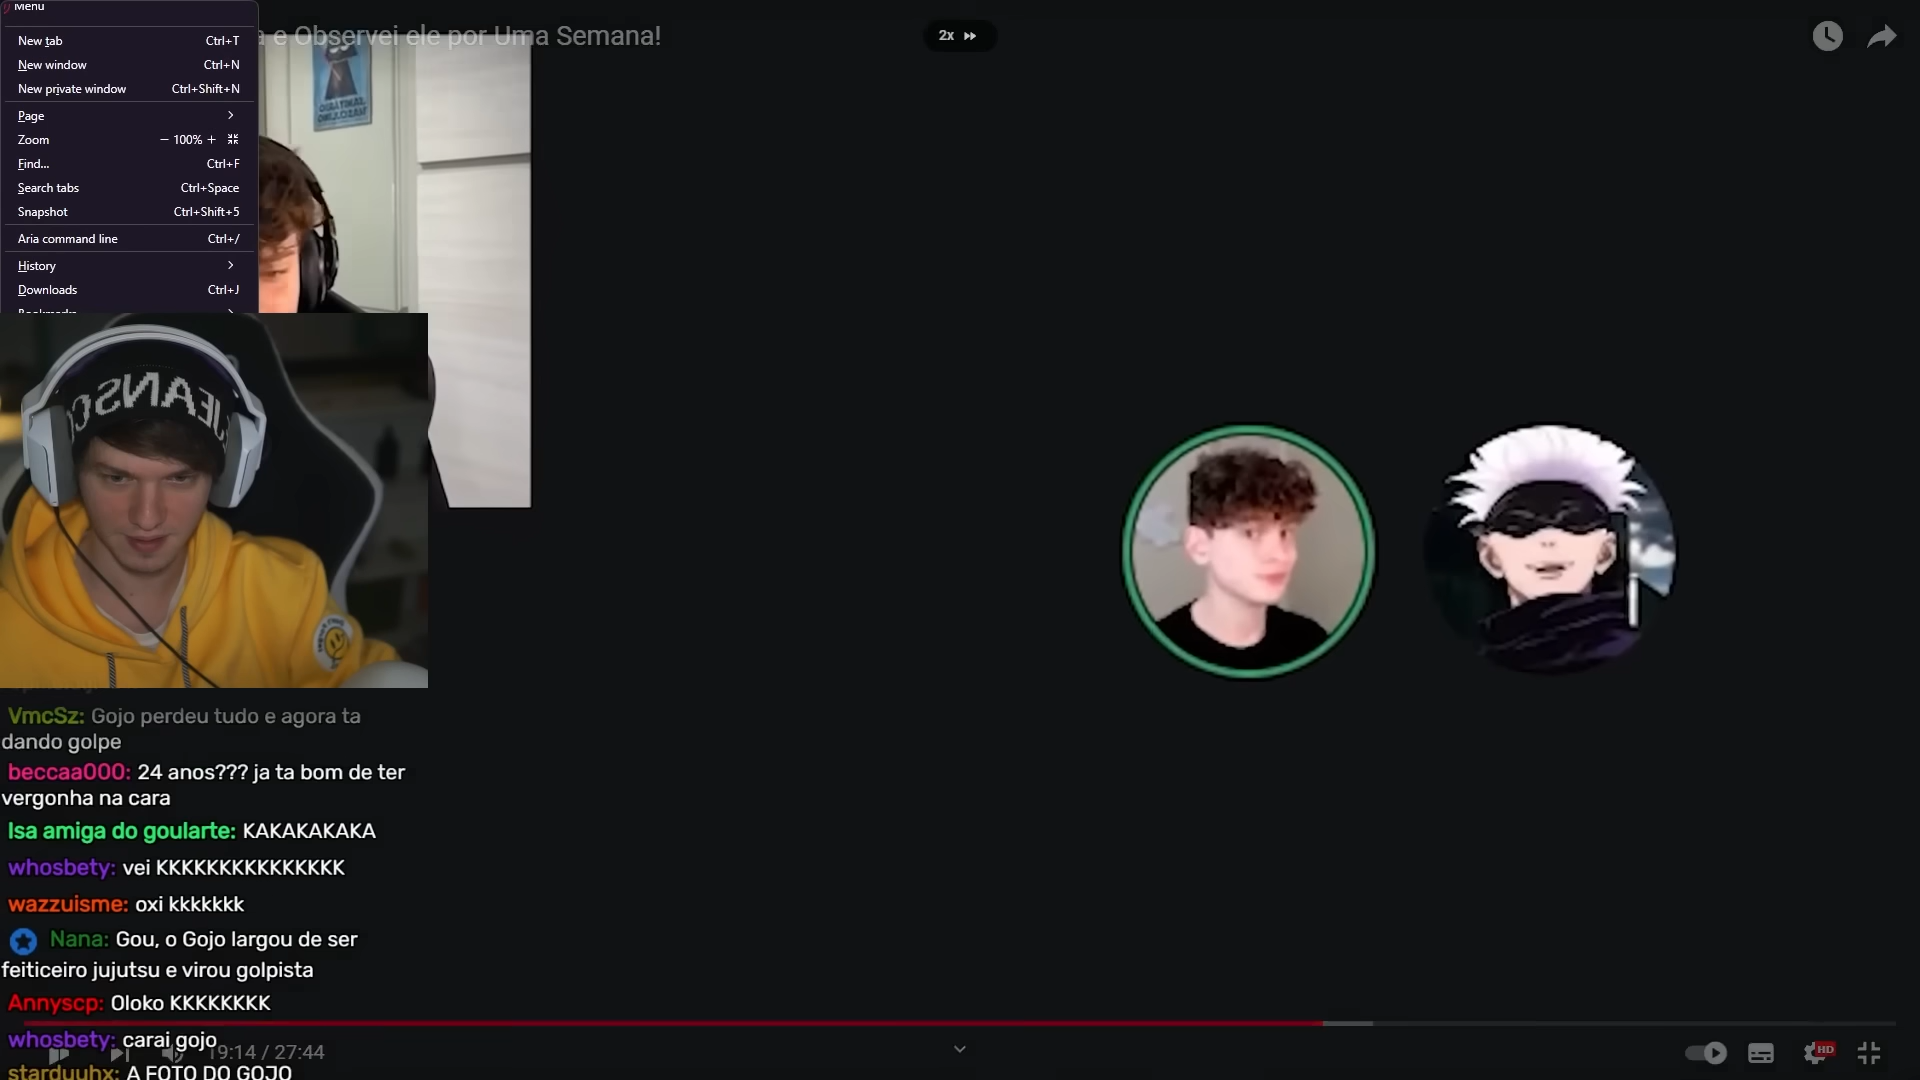 Menu
New tab Ctrl+T
New window Ctrl+N
New private window Ctrl+Shift+N
Page
Zoom − 100% +
Find... Ctrl+F
Search tabs Ctrl+Space
Snapshot Ctrl+Shift+5
Aria command line Ctrl+/
History
Downloads Ctrl+J
Bookmarks
a e Observei ele por Uma Semana!
2x
JEANSC
VmcSz: Gojo perdeu tudo e agora ta
dando golpe
beccaa000: 24 anos??? ja ta bom de ter
vergonha na cara
Isa amiga do goularte: KAKAKAKAKA
whosbety: vei KKKKKKKKKKKKKKK
wazzuisme: oxi kkkkkkk
Nana: Gou, o Gojo largou de ser
feiticeiro jujutsu e virou golpista
Annyscp: Oloko KKKKKKKK
whosbety: carai gojo
starduuhx: A FOTO DO GOJO
19:14 / 27:44
HD